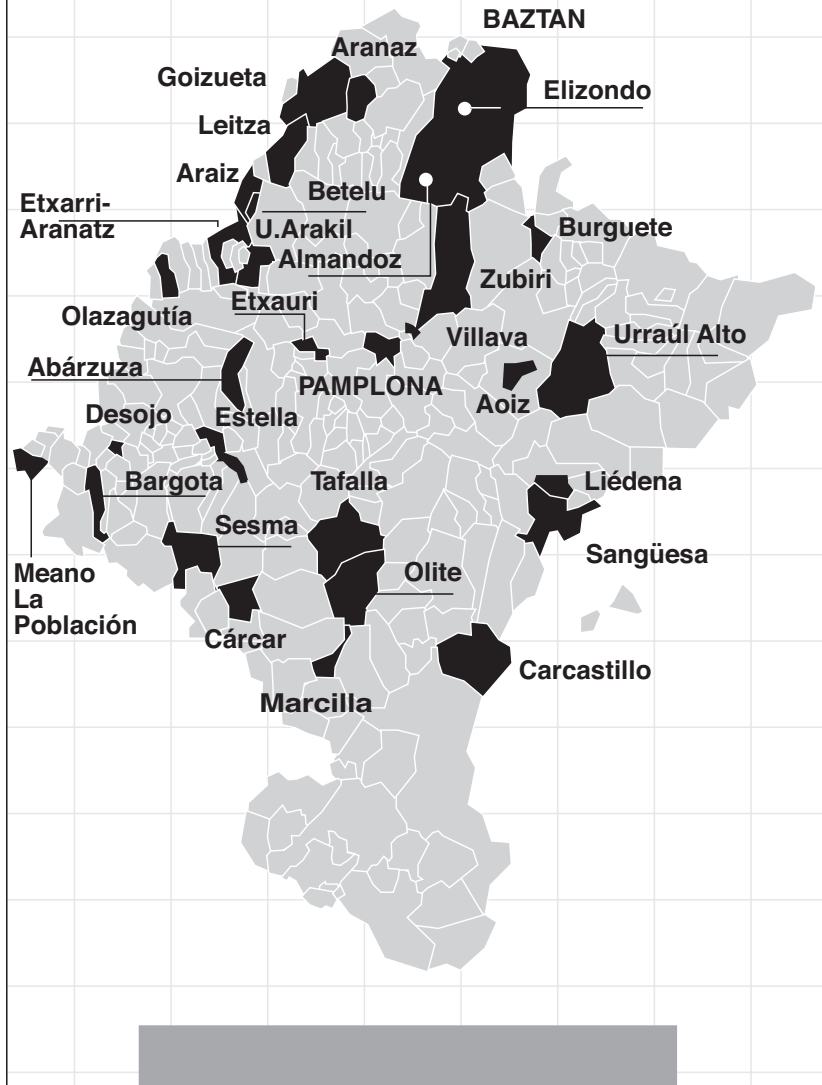 BAZTAN
Aranaz
Goizueta
Elizondo
Leitza
Araiz
Betelu
Etxarri-
Aranatz
U.Arakil
Burguete
Almandoz
Zubiri
Etxauri
Olazagutía
Villava
Urraúl Alto
Abárzuza
PAMPLONA
Aoiz
Desojo
Estella
Bargota
Tafalla
Liédena
Sesma
Sangüesa
Meano
La
Población
Olite
Cárcar
Carcastillo
Marcilla